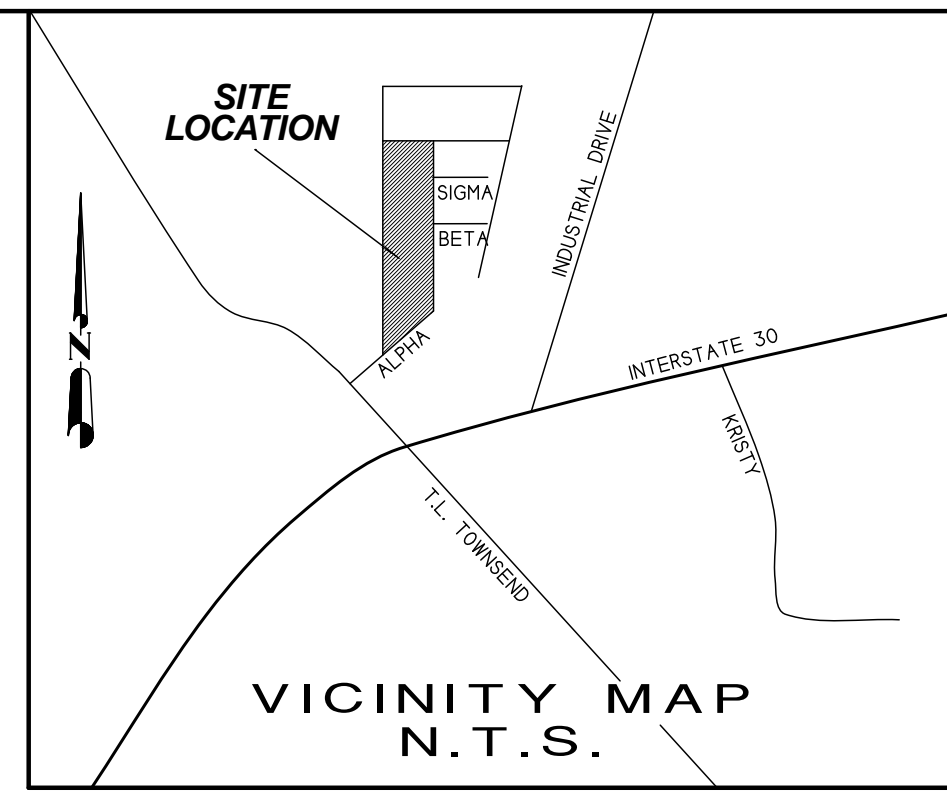 SITE
LOCATION
SIGMA
BETA
INDUSTRIAL DRIVE
N
ALPHA
INTERSTATE 30
KRISTY
T.L. TOWNSEND
VICINITY MAP
N.T.S.